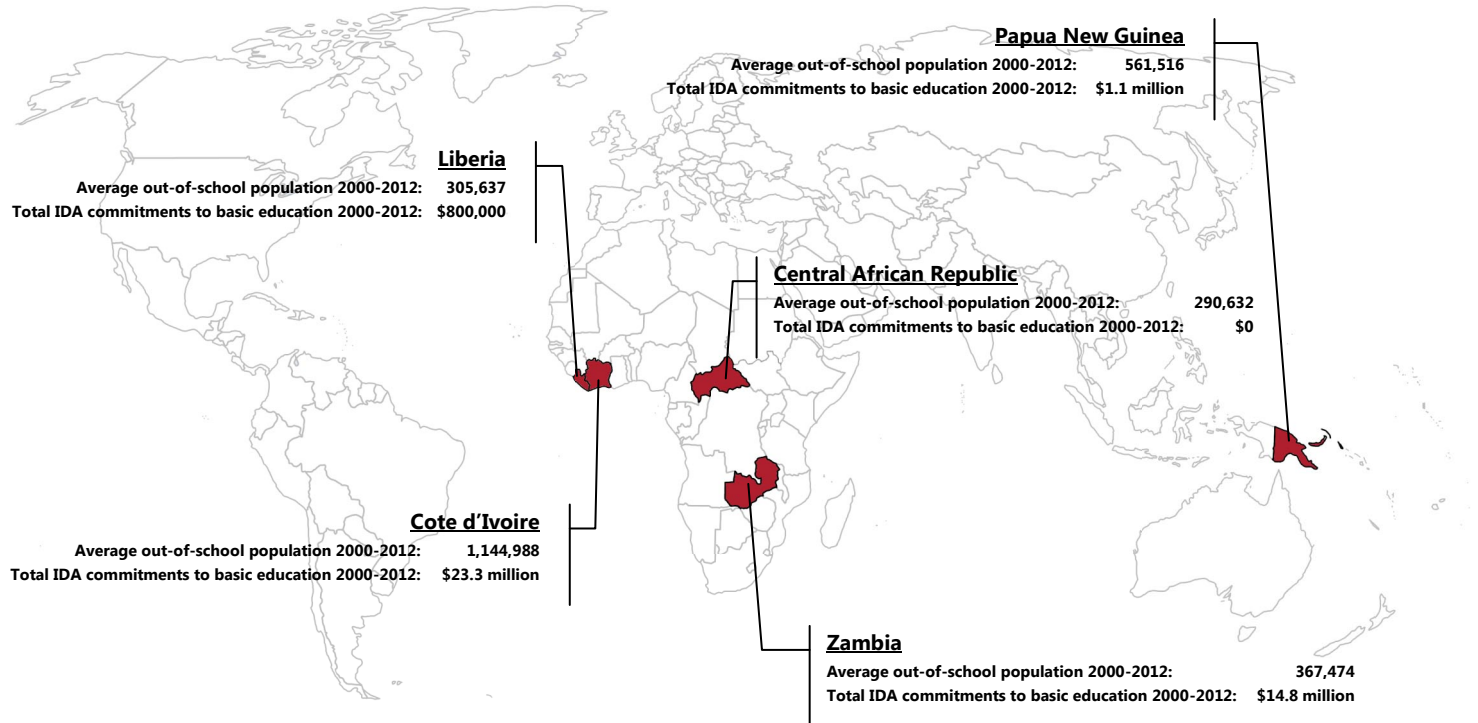 Papua New Guinea
Average out-of-school population 2000-2012: 561,516
Total IDA commitments to basic education 2000-2012: $1.1 million
Liberia
Average out-of-school population 2000-2012: 305,637
Total IDA commitments to basic education 2000-2012: $800,000
Central African Republic
Average out-of-school population 2000-2012: 290,632
Total IDA commitments to basic education 2000-2012: $0
Cote d'Ivoire
Average out-of-school population 2000-2012: 1,144,988
Total IDA commitments to basic education 2000-2012: $23.3 million
Zambia
Average out-of-school population 2000-2012: 367,474
Total IDA commitments to basic education 2000-2012: $14.8 million